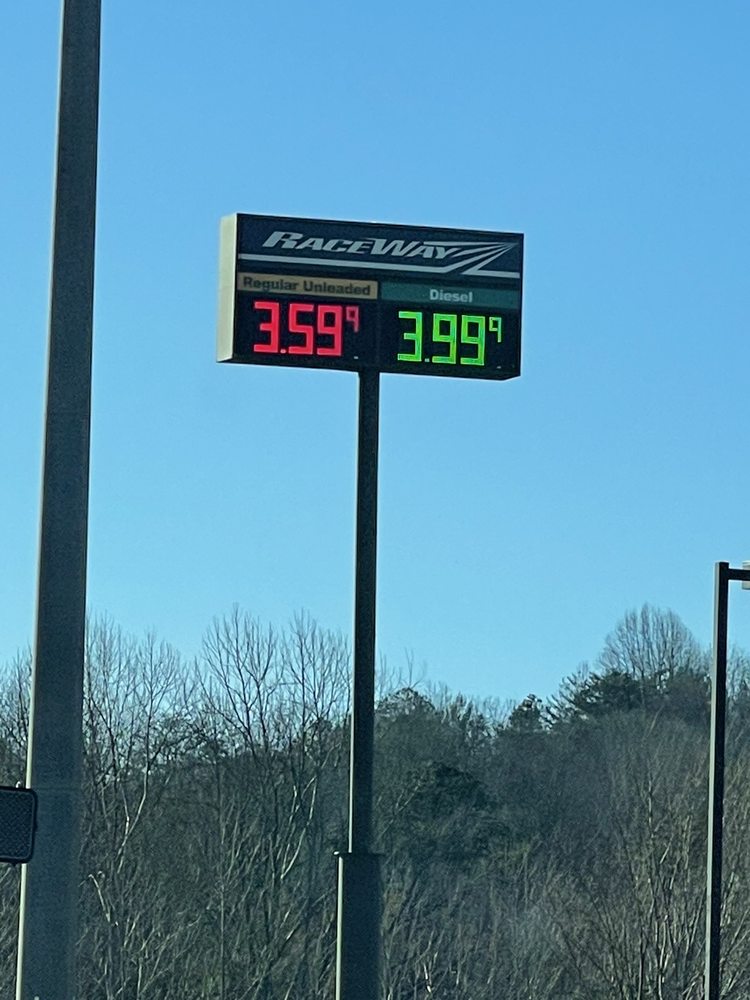 RACEWAY
Regular Unleaded Diesel
3.59⁹ 3.99⁹